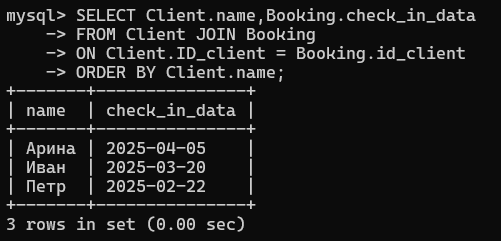 mysql> SELECT Client.name,Booking.check_in_data
    -> FROM Client JOIN Booking
    -> ON Client.ID_client = Booking.id_client
    -> ORDER BY Client.name;
+-------+---------------+
| name  | check_in_data |
+-------+---------------+
| Арина | 2025-04-05    |
| Иван  | 2025-03-20    |
| Петр  | 2025-02-22    |
+-------+---------------+
3 rows in set (0.00 sec)